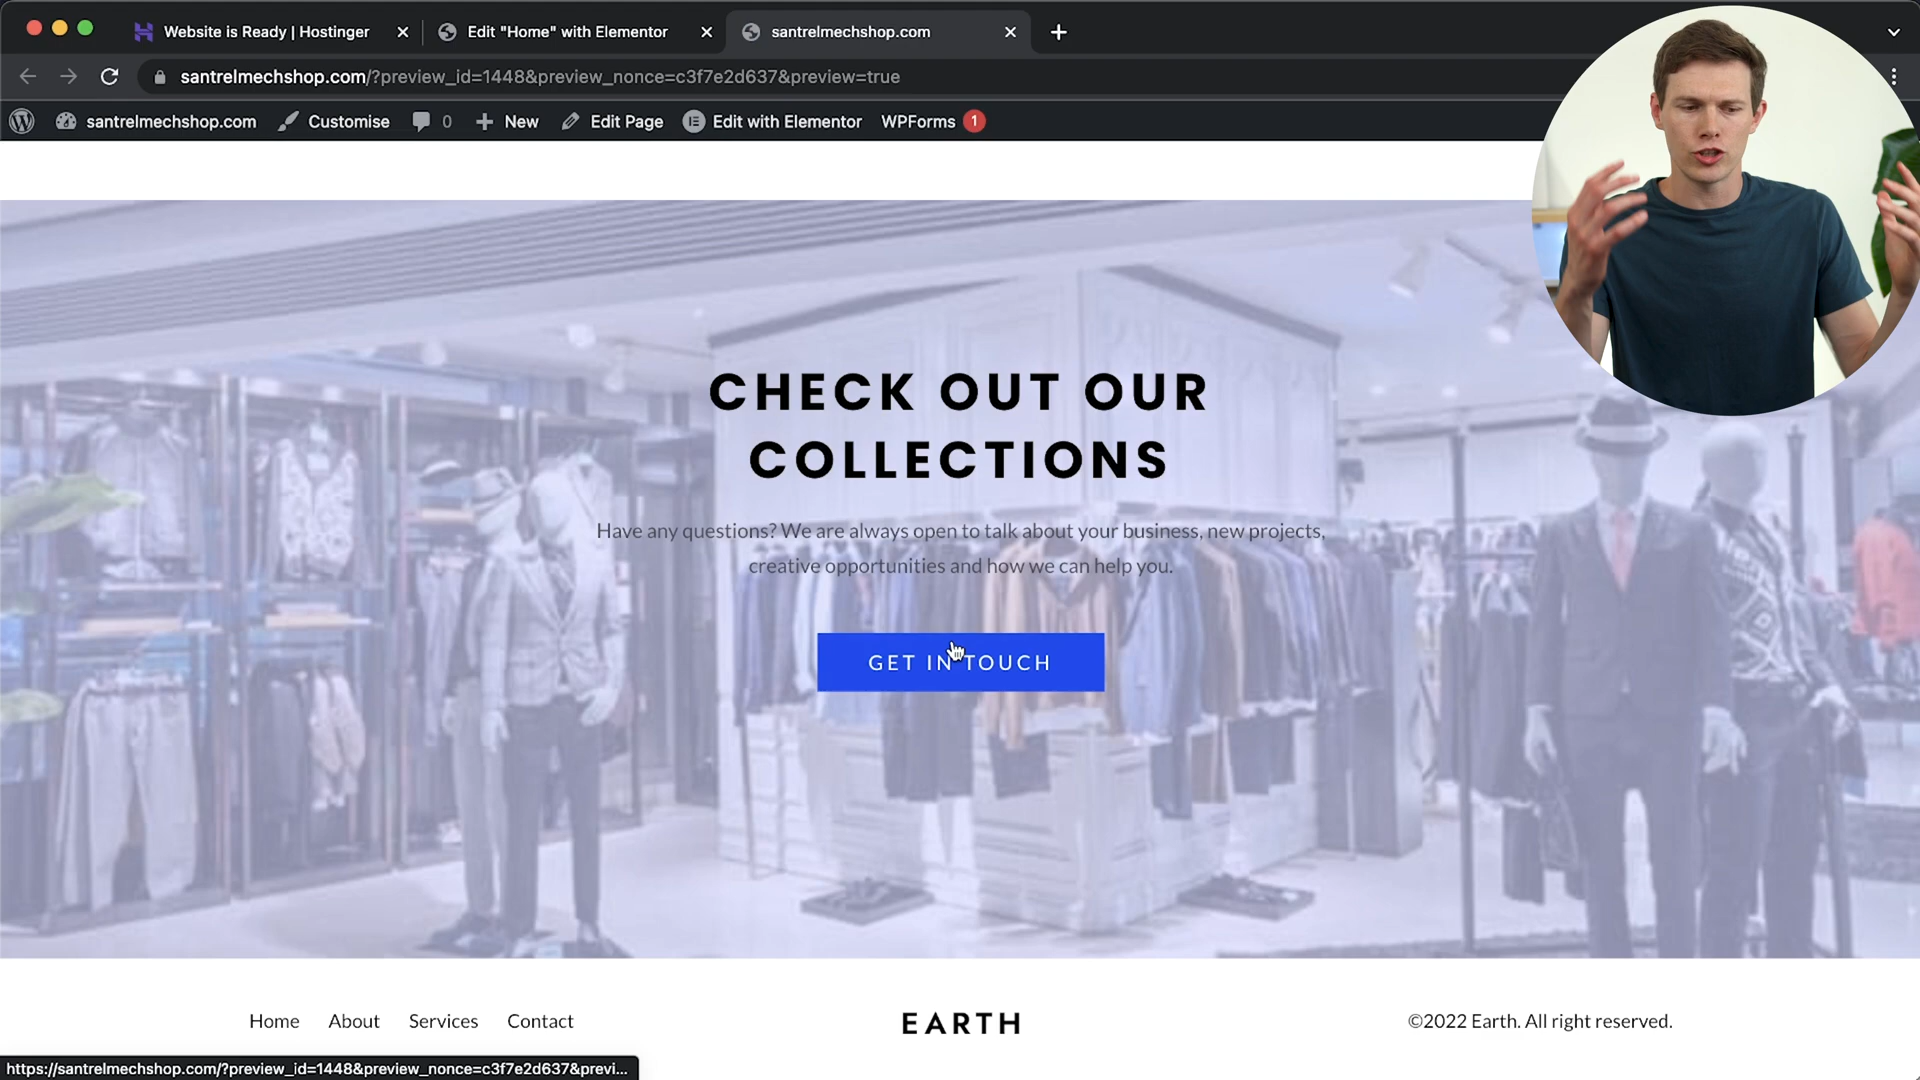 Website is Ready | Hostinger
Edit "Home" with Elementor
santrelmechshop.com
santrelmechshop.com/?preview_id=1448&preview_nonce=c3f7e2d637&preview=true
santrelmechshop.com
Customise
0
New
Edit Page
Edit with Elementor
WPForms
1
CHECK OUT OUR
COLLECTIONS
Have any questions? We are always open to talk about your business, new projects,
creative opportunities and how we can help you.
GET IN TOUCH
Home
About
Services
Contact
EARTH
©2022 Earth. All right reserved.
https://santrelmechshop.com/?preview_id=1448&preview_nonce=c3f7e2d637&previ...